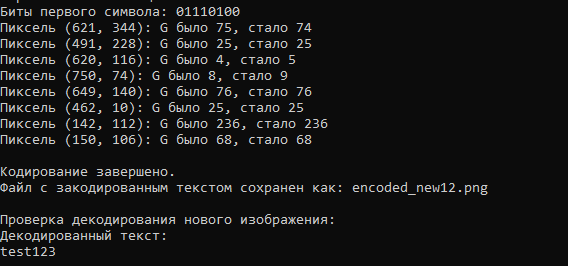 Биты первого символа: 01110100
Пиксель (621, 344): G было 75, стало 74
Пиксель (491, 228): G было 25, стало 25
Пиксель (620, 116): G было 4, стало 5
Пиксель (750, 74): G было 8, стало 9
Пиксель (649, 140): G было 76, стало 76
Пиксель (462, 10): G было 25, стало 25
Пиксель (142, 112): G было 236, стало 236
Пиксель (150, 106): G было 68, стало 68
Кодирование завершено.
Файл с закодированным текстом сохранен как: encoded_new12.png
Проверка декодирования нового изображения:
Декодированный текст:
test123